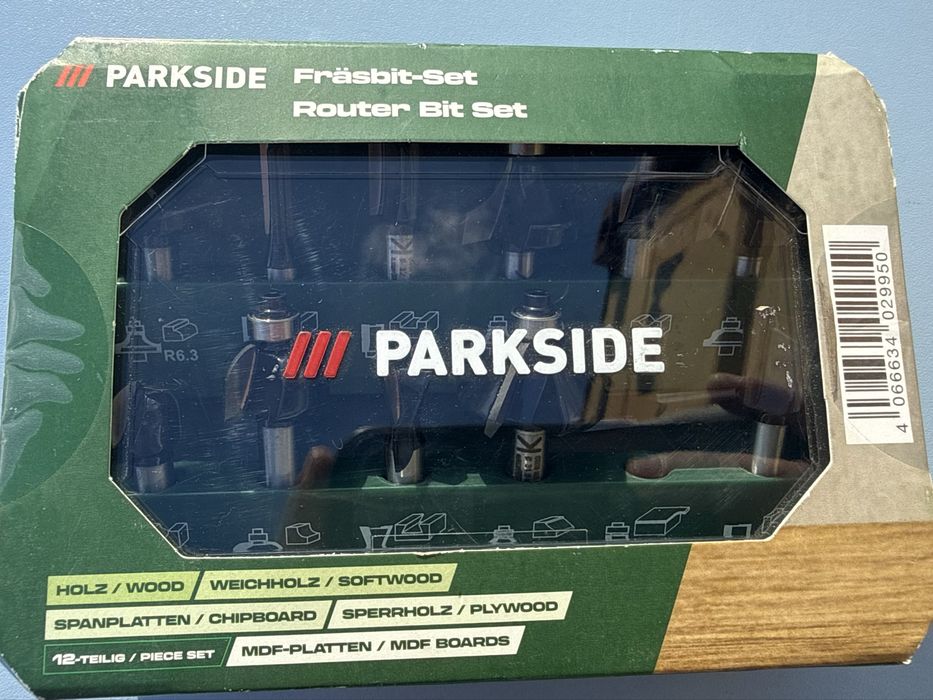 PARKSIDE Fräsbit-Set
Router Bit Set
PARKSIDE
R6.3
HOLZ / WOOD
WEICHHOLZ / SOFTWOOD
SPANPLATTEN / CHIPBOARD
SPERRHOLZ / PLYWOOD
12-TEILIG / PIECE SET
MDF-PLATTEN / MDF BOARDS
4 066634 029950